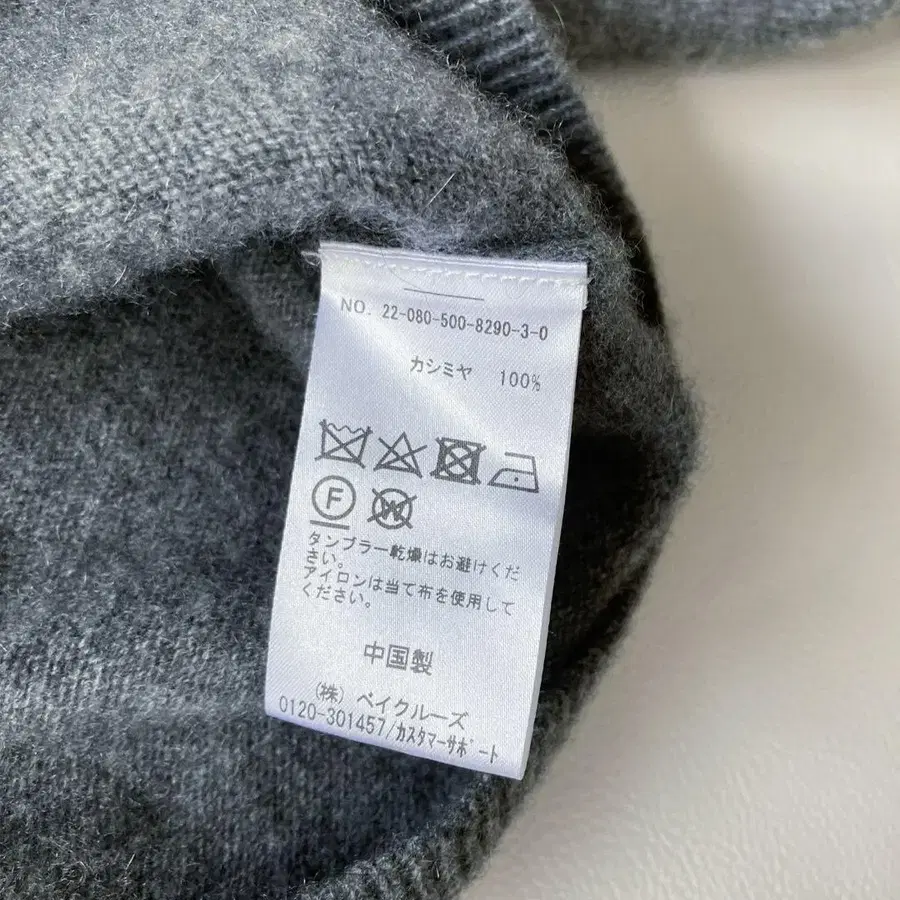 NO. 22-080-500-8290-3-0
カシミヤ 100%
F
W
タンブラー乾燥はお避けくだ
さい。
アイロンは当て布を使用して
ください。
中国製
(株) ベイクルーズ
0120-301457/カスタマーサポート